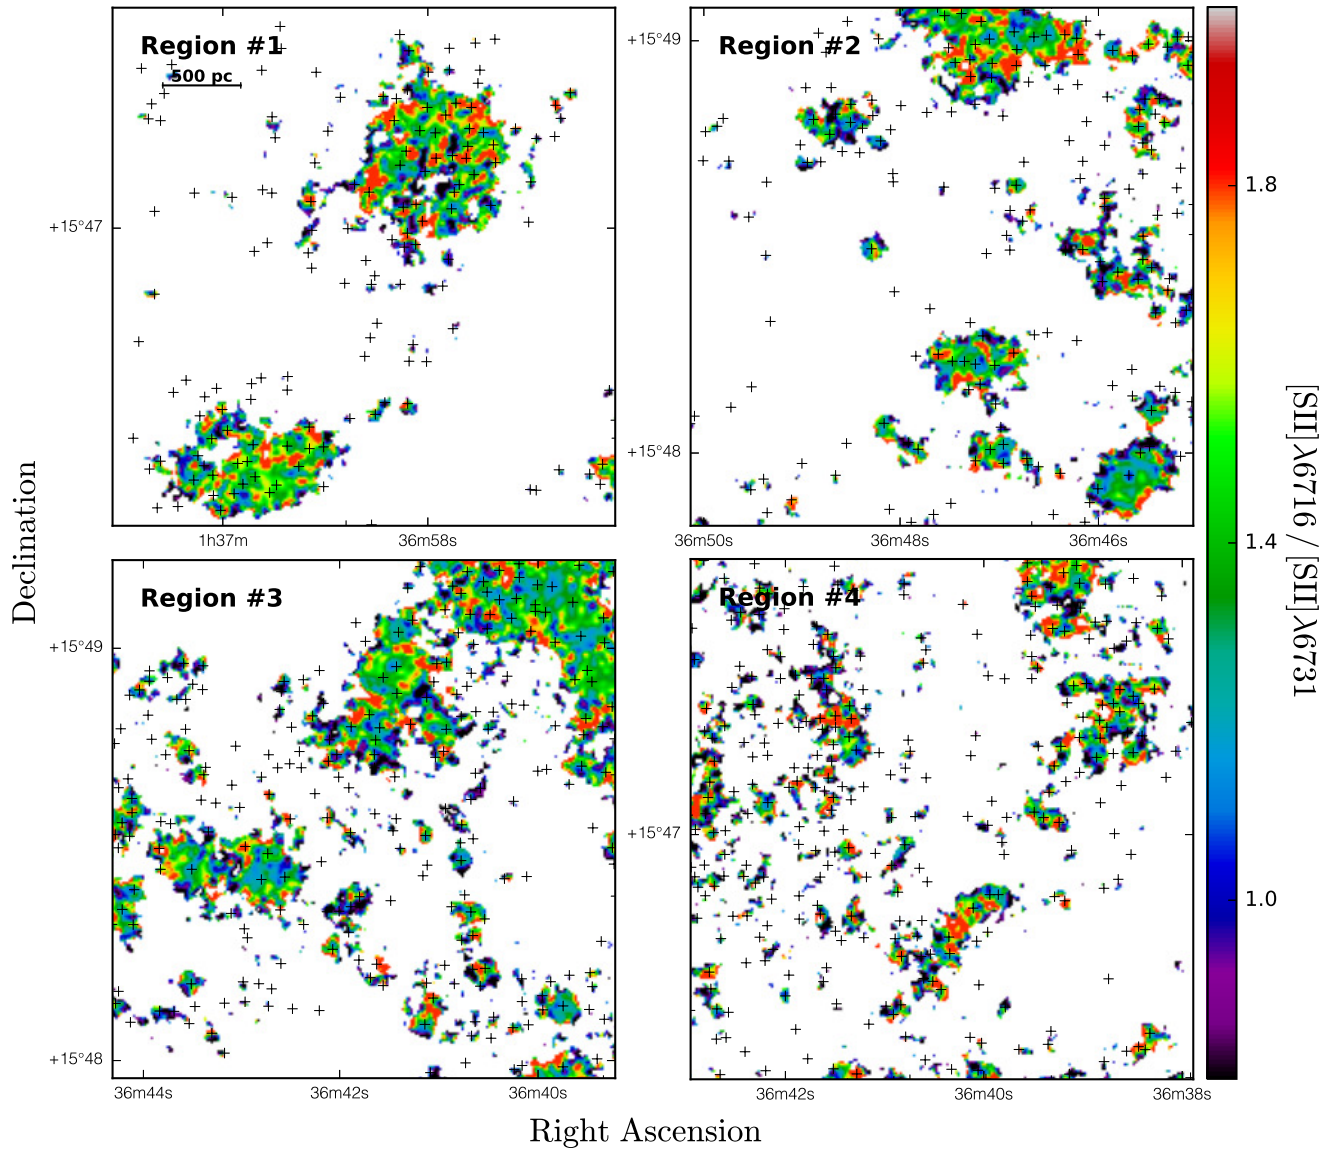 Region #1
500 pc
+15°47
1h37m
36m58s
Region #2
+15°49
+15°48
36m50s
36m48s
36m46s
Region #3
+15°49
+15°48
36m44s
36m42s
36m40s
Region #4
+15°47
36m42s
36m40s
36m38s
Declination
Right Ascension
1.8
1.4
1.0
[SII]λ6716 / [SII]λ6731